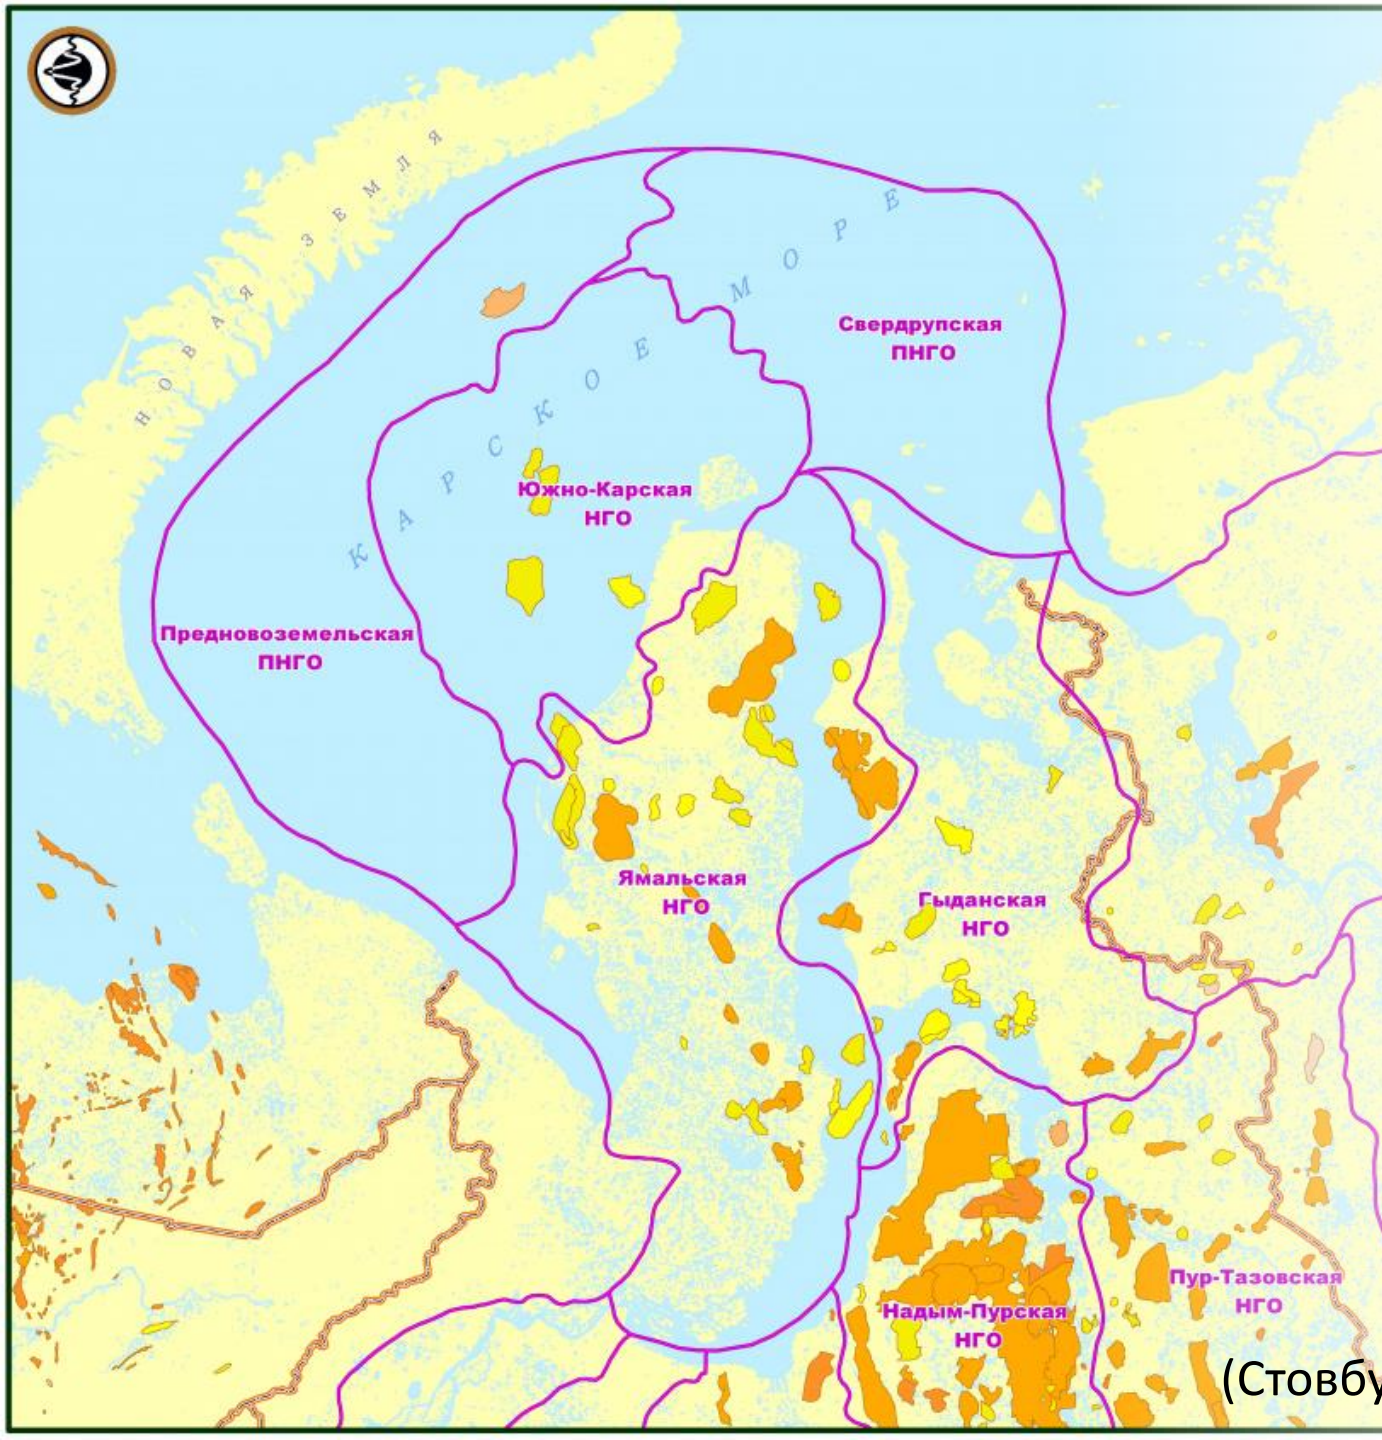 НОВАЯ ЗЕМЛЯ
КАРСКОЕ МОРЕ
Свердрупская
ПНГО
Южно-Карская
НГО
Предновоземельская
ПНГО
Ямальская
НГО
Гыданская
НГО
Пур-Тазовская
НГО
Надым-Пурская
НГО
(Стовбу